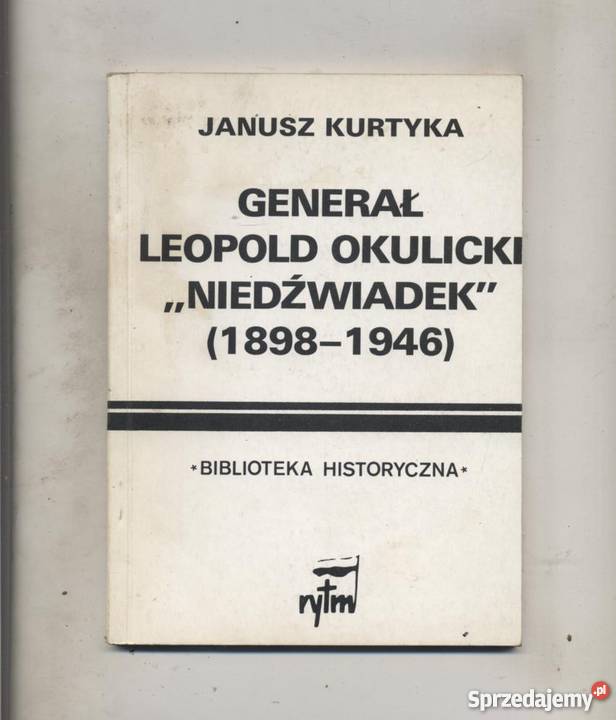 JANUSZ KURTYKA
GENERAŁ
LEOPOLD OKULICKI
„NIEDŹWIADEK”
(1898–1946)
*BIBLIOTEKA HISTORYCZNA*
rytm
Sprzedajemy.pl